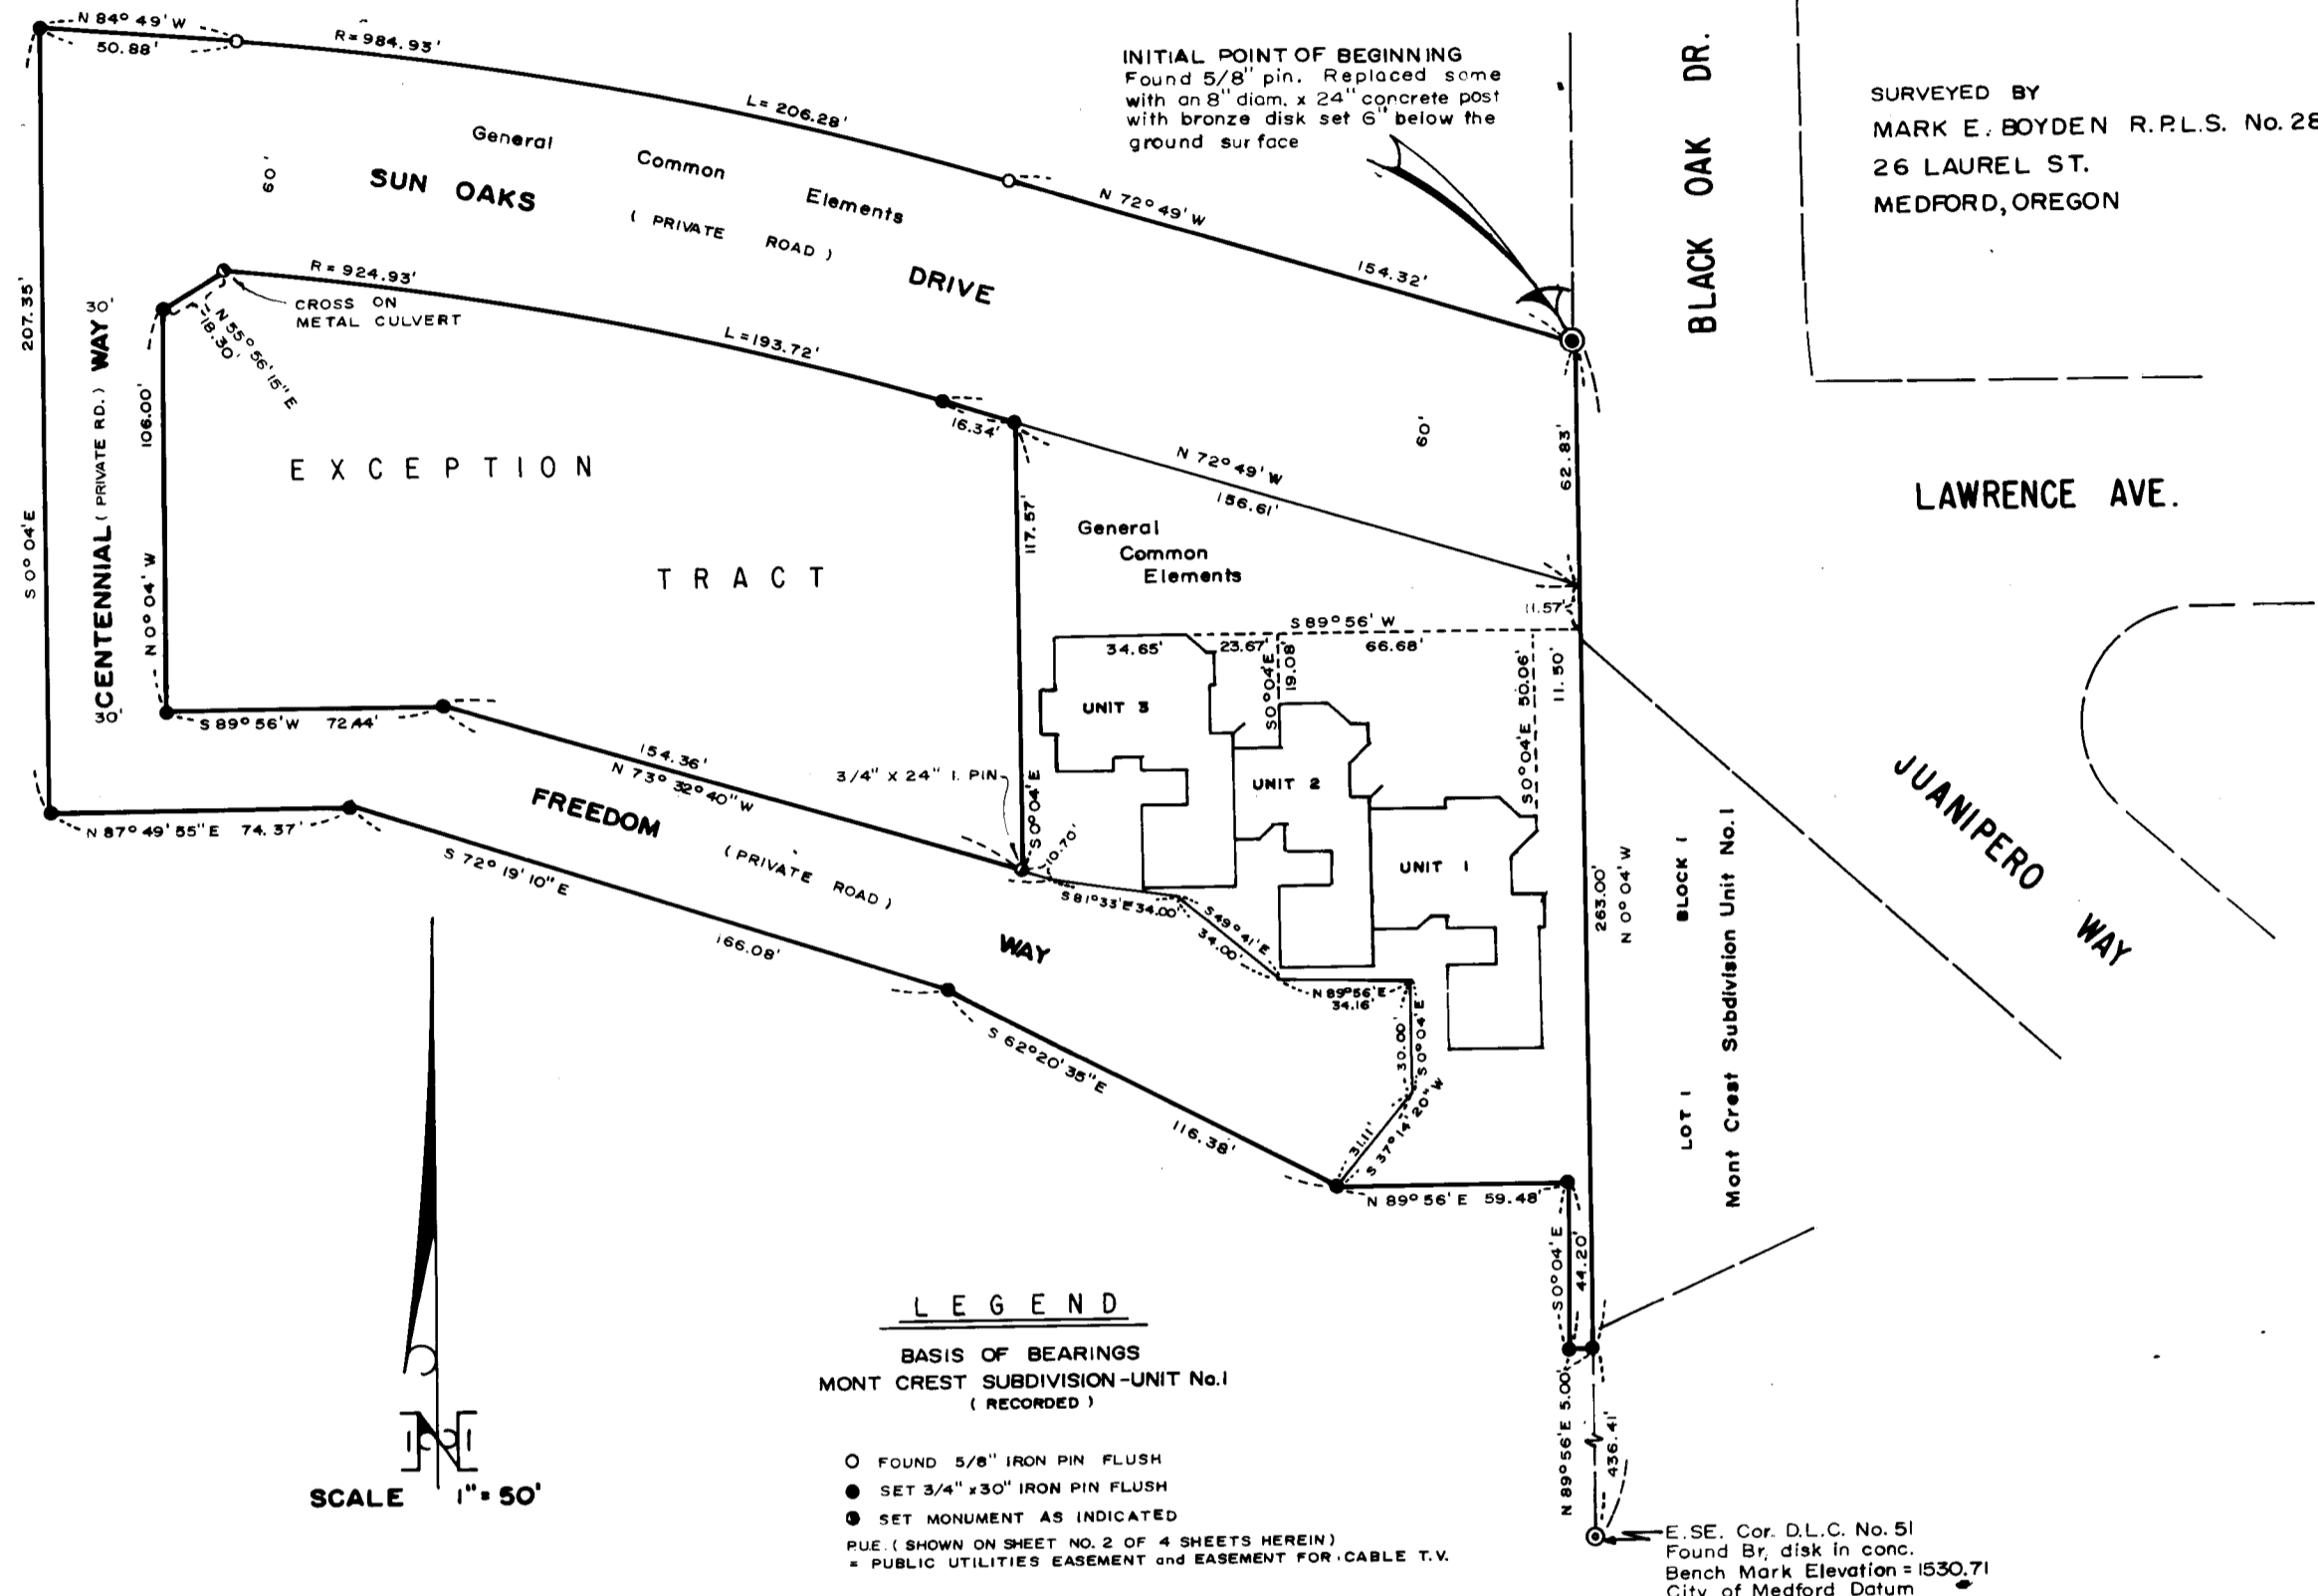 N 84° 49' W
50.88'
R=984.93'
L= 206.28'
INITIAL POINT OF BEGINNING
Found 5/8" pin. Replaced same
with an 8" diam. x 24" concrete post
with bronze disk set 6" below the
ground surface
BLACK OAK DR.
SURVEYED BY
MARK E. BOYDEN R.P.L.S. No. 28
26 LAUREL ST.
MEDFORD, OREGON
General Common Elements
60'
SUN OAKS DRIVE
( PRIVATE ROAD )
N 72° 49' W
154.32'
207.35'
S 0° 04' E
R= 924.93'
CROSS ON
METAL CULVERT
N 55° 56' 15" E
18.30'
L =193.72'
30'
CENTENNIAL (PRIVATE RD.) WAY
30'
106.00'
N 0° 04' W
16.34'
60'
62.83'
N 72° 49' W
156.61'
LAWRENCE AVE.
EXCEPTION
TRACT
117.57'
S 0° 04' E
General
Common
Elements
11.57'
S 89° 56' W
34.65'
23.67'
66.68'
S 0° 04' E
19.08'
S 0° 04' E 50.06'
11.50'
UNIT 3
UNIT 2
UNIT 1
S 89° 56' W 72.44'
154.36'
N 73° 32° 40" W
3/4" X 24" I. PIN
10.70'
FREEDOM WAY
( PRIVATE ROAD )
N 87° 49' 55" E 74.37'
S 72° 19' 10" E
166.08'
S 81° 33' E 34.00'
S 49° 41' E
34.00'
N 89° 56' E
34.16'
30.00'
S 0° 04' E
31.11'
S 37° 14' 20" W
S 62° 20' 35" E
116.38'
N 89° 56' E 59.48'
263.00'
N 0° 04' W
LOT 1 BLOCK 1
Mont Crest Subdivision Unit No. 1
JUANIPERO WAY
S 0° 04' E
44.20'
N 89° 56' E 5.00'
436.41'
LEGEND
BASIS OF BEARINGS
MONT CREST SUBDIVISION-UNIT No. 1
( RECORDED )
FOUND 5/8" IRON PIN FLUSH
SET 3/4" x 30" IRON PIN FLUSH
SET MONUMENT AS INDICATED
P.U.E. ( SHOWN ON SHEET NO. 2 OF 4 SHEETS HEREIN )
= PUBLIC UTILITIES EASEMENT and EASEMENT FOR CABLE T.V.
N
SCALE 1"= 50'
E. SE. Cor. D.L.C. No. 51
Found Br. disk in conc.
Bench Mark Elevation = 1530.71
City of Medford Datum